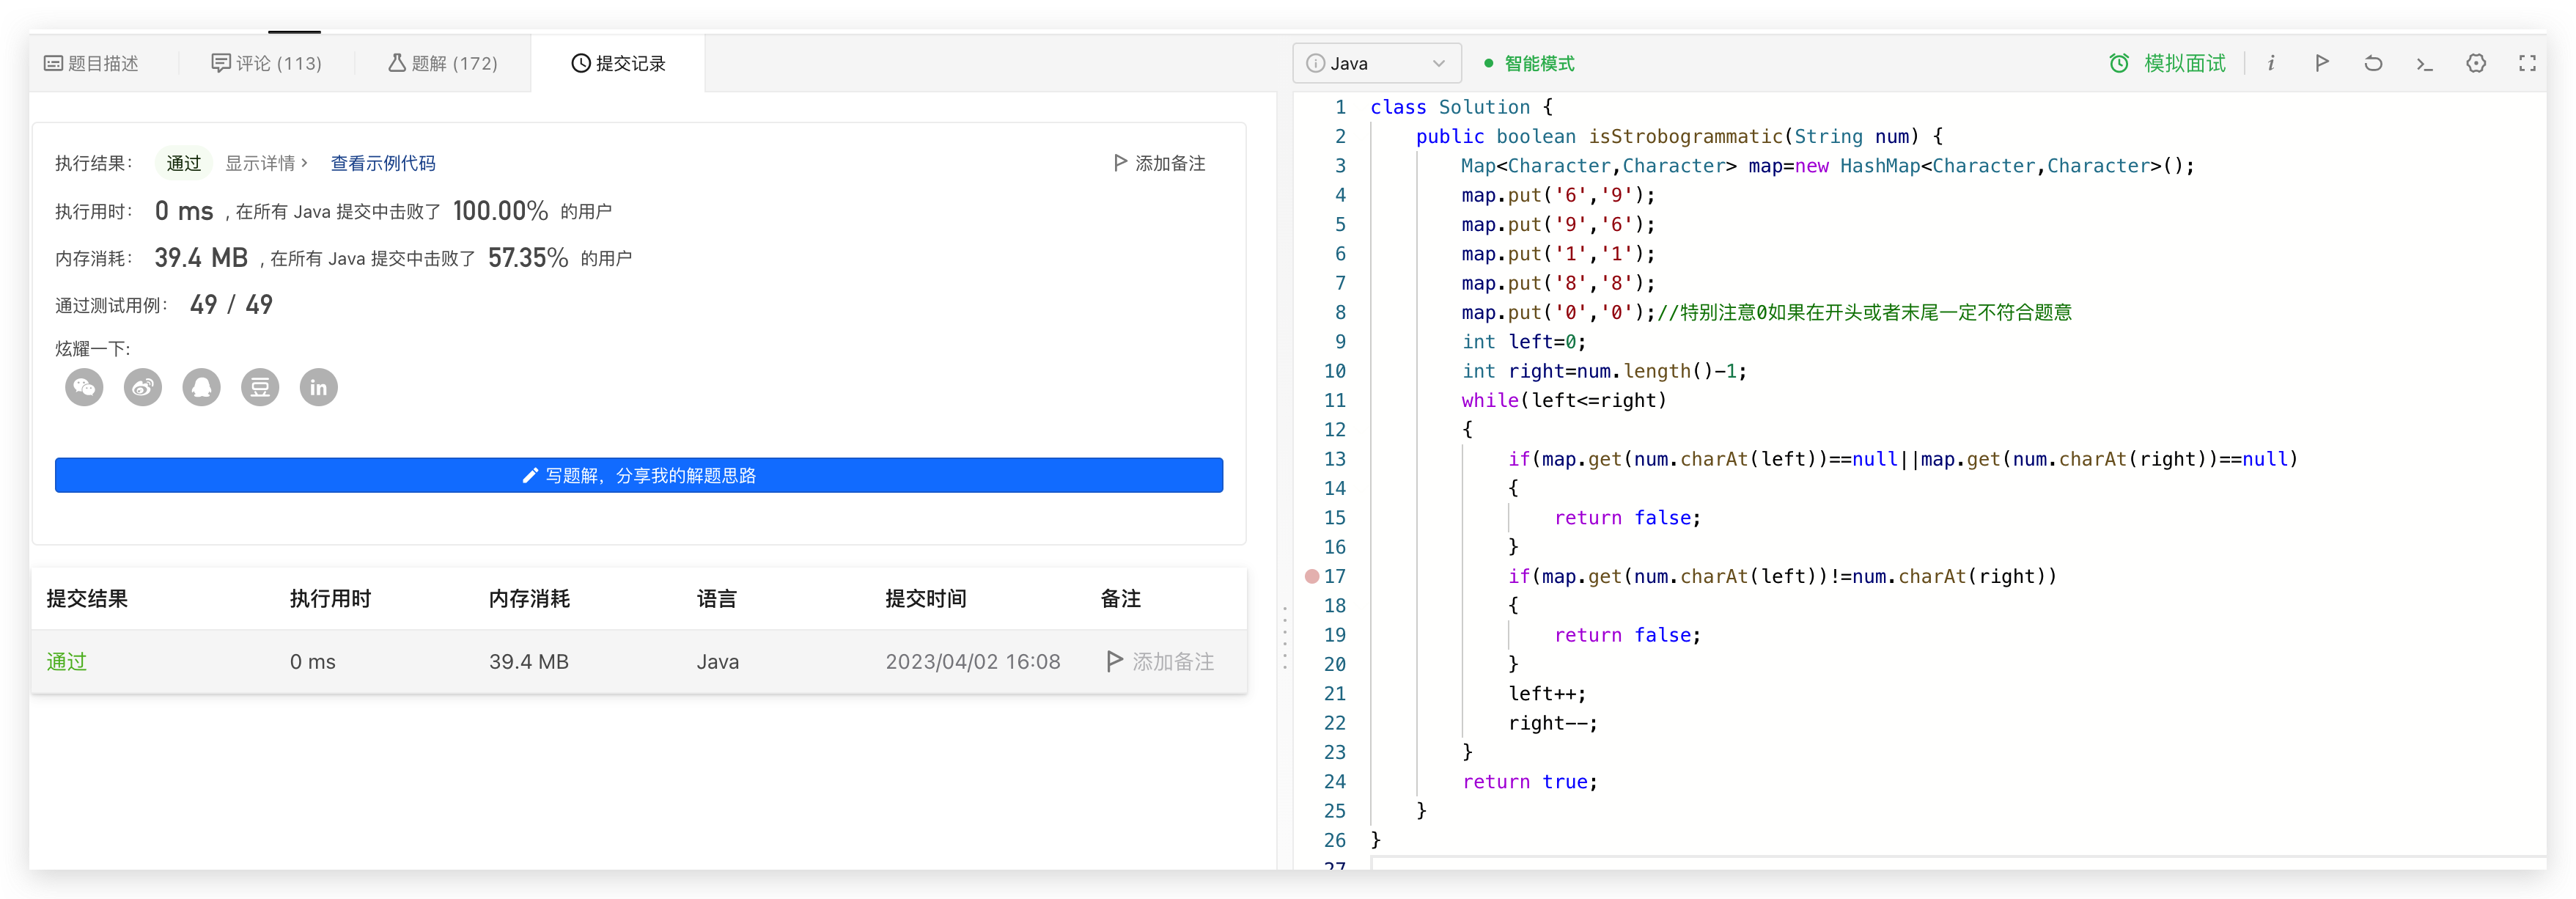 题目描述
评论 (113)
题解 (172)
提交记录
执行结果：
通过
显示详情 ›
查看示例代码
添加备注
执行用时： 0 ms ，在所有 Java 提交中击败了 100.00% 的用户
内存消耗： 39.4 MB ，在所有 Java 提交中击败了 57.35% 的用户
通过测试用例： 49 / 49
炫耀一下:
写题解，分享我的解题思路
提交结果 执行用时 内存消耗 语言 提交时间 备注
通过 0 ms 39.4 MB Java 2023/04/02 16:08 添加备注
Java
智能模式
模拟面试
1 class Solution {
2 public boolean isStrobogrammatic(String num) {
3 Map<Character,Character> map=new HashMap<Character,Character>();
4 map.put('6','9');
5 map.put('9','6');
6 map.put('1','1');
7 map.put('8','8');
8 map.put('0','0');//特别注意0如果在开头或者末尾一定不符合题意
9 int left=0;
10 int right=num.length()-1;
11 while(left<=right)
12 {
13 if(map.get(num.charAt(left))==null||map.get(num.charAt(right))==null)
14 {
15 return false;
16 }
17 if(map.get(num.charAt(left))!=num.charAt(right))
18 {
19 return false;
20 }
21 left++;
22 right--;
23 }
24 return true;
25 }
26 }
27